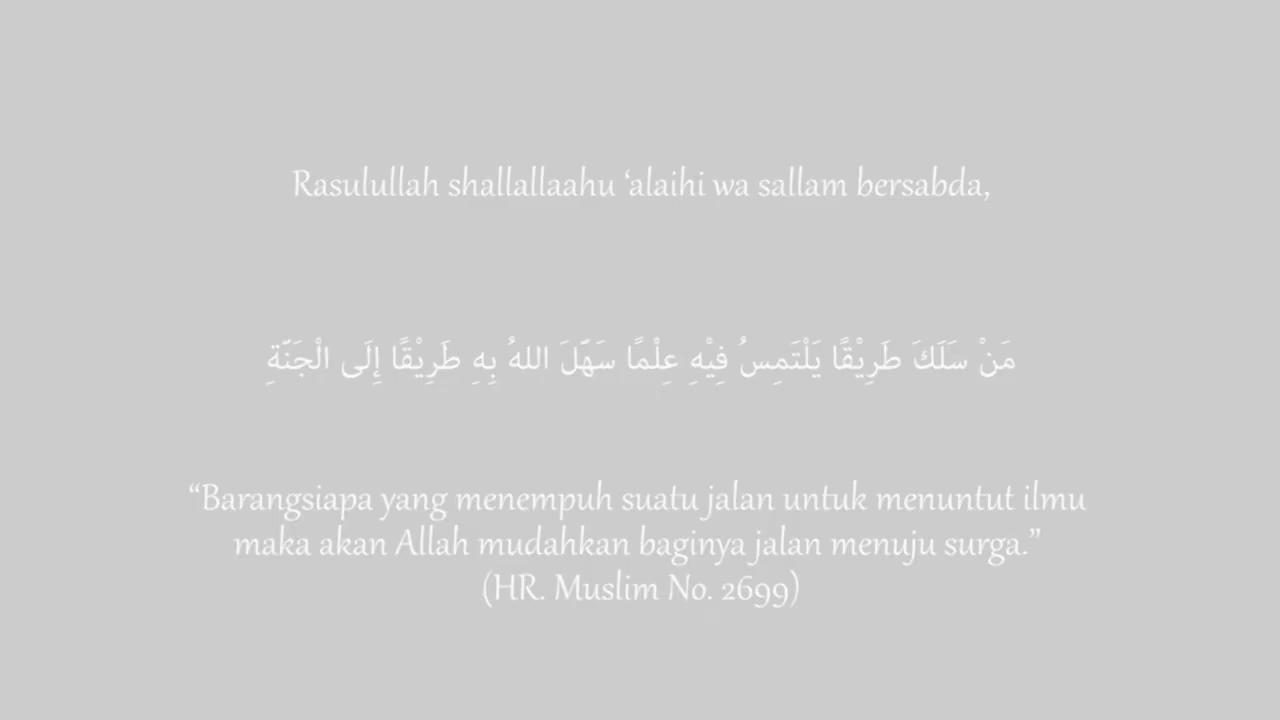 Rasulullah shallallaahu ‘alaihi wa sallam bersabda,
مَنْ سَلَكَ طَرِيْقًا يَلْتَمِسُ فِيْهِ عِلْمًا سَهَّلَ اللهُ بِهِ طَرِيْقًا إِلَى الْجَنَّةِ
“Barangsiapa yang menempuh suatu jalan untuk menuntut ilmu
maka akan Allah mudahkan baginya jalan menuju surga.”
(HR. Muslim No. 2699)